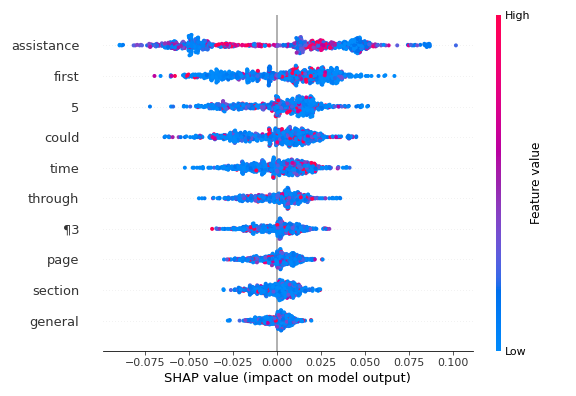 High
assistance
first
5
could
time
through
¶3
page
section
general
Feature value
Low
−0.075 −0.050 −0.025 0.000 0.025 0.050 0.075 0.100
SHAP value (impact on model output)